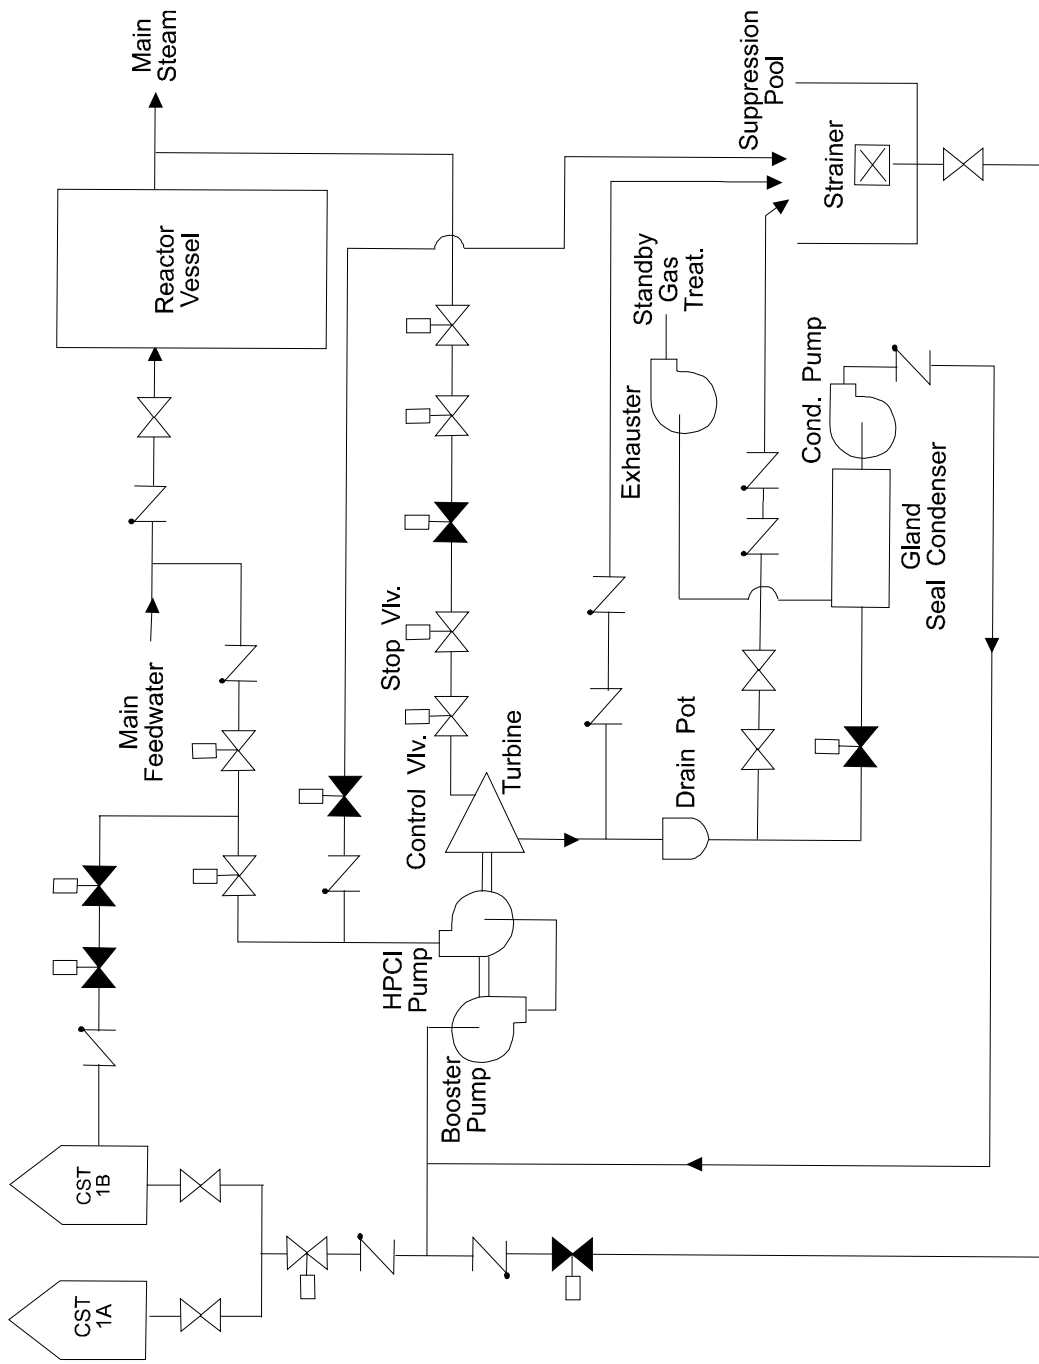 Main
Steam
Reactor
Vessel
Main
Feedwater
Suppression
Pool
Strainer
Standby
Gas
Treat.
Exhauster
Cond. Pump
Gland
Seal Condenser
Stop Vlv.
Control Vlv.
Turbine
Drain Pot
HPCI
Pump
Booster
Pump
CST
1B
CST
1A